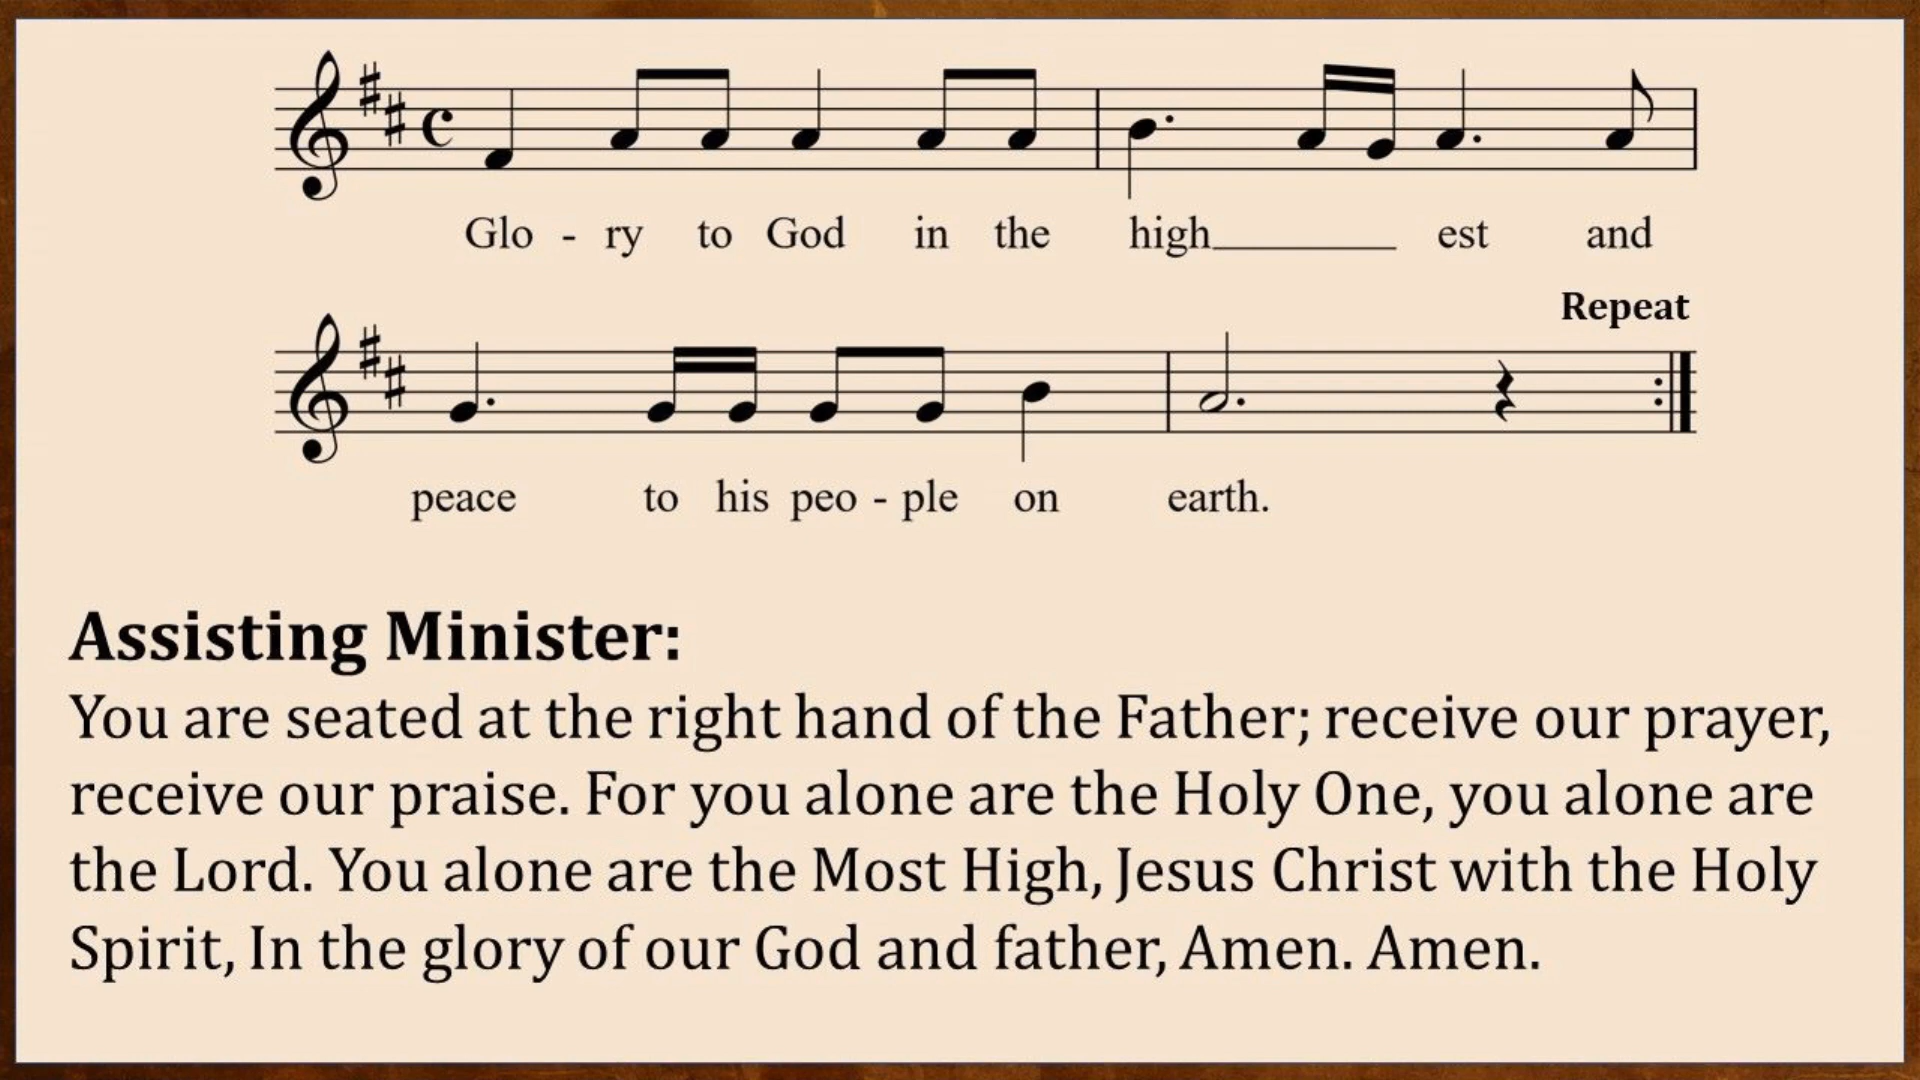 Glo - ry to God in the high________ est and
Repeat
peace to his peo - ple on earth.
Assisting Minister:
You are seated at the right hand of the Father; receive our prayer,
receive our praise. For you alone are the Holy One, you alone are
the Lord. You alone are the Most High, Jesus Christ with the Holy
Spirit, In the glory of our God and father, Amen. Amen.